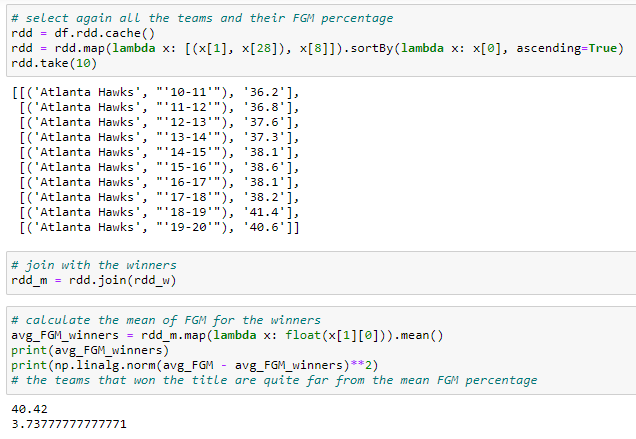 # select again all the teams and their FGM percentage
rdd = df.rdd.cache()
rdd = rdd.map(lambda x: [(x[1], x[28]), x[8]]).sortBy(lambda x: x[0], ascending=True)
rdd.take(10)
[[('Atlanta Hawks', "'10-11'"), '36.2'],
[('Atlanta Hawks', "'11-12'"), '36.8'],
[('Atlanta Hawks', "'12-13'"), '37.6'],
[('Atlanta Hawks', "'13-14'"), '37.3'],
[('Atlanta Hawks', "'14-15'"), '38.1'],
[('Atlanta Hawks', "'15-16'"), '38.6'],
[('Atlanta Hawks', "'16-17'"), '38.1'],
[('Atlanta Hawks', "'17-18'"), '38.2'],
[('Atlanta Hawks', "'18-19'"), '41.4'],
[('Atlanta Hawks', "'19-20'"), '40.6']]
# join with the winners
rdd_m = rdd.join(rdd_w)
# calculate the mean of FGM for the winners
avg_FGM_winners = rdd_m.map(lambda x: float(x[1][0])).mean()
print(avg_FGM_winners)
print(np.linalg.norm(avg_FGM - avg_FGM_winners)**2)
# the teams that won the title are quite far from the mean FGM percentage
40.42
3.73777777777771